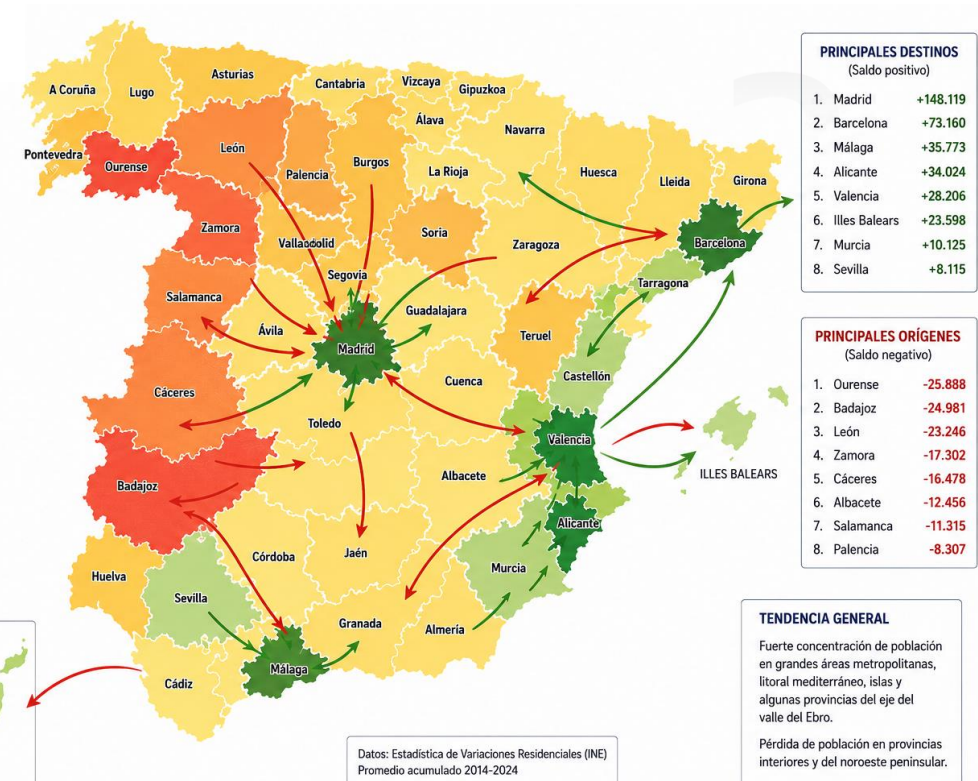 A Coruña
Lugo
Asturias
Cantabria
Vizcaya
Gipuzkoa
Álava
Navarra
Pontevedra
Ourense
León
Palencia
Burgos
La Rioja
Huesca
Lleida
Girona
Zamora
Valladolid
Soria
Zaragoza
Barcelona
Segovia
Tarragona
Salamanca
Ávila
Guadalajara
Madrid
Teruel
Cáceres
Cuenca
Castellón
Toledo
Valencia
Badajoz
Albacete
ILLES BALEARS
Alicante
Córdoba
Jaén
Murcia
Huelva
Sevilla
Granada
Almería
Málaga
Cádiz
PRINCIPALES DESTINOS
(Saldo positivo)
1. Madrid +148.119
2. Barcelona +73.160
3. Málaga +35.773
4. Alicante +34.024
5. Valencia +28.206
6. Illes Balears +23.598
7. Murcia +10.125
8. Sevilla +8.115
PRINCIPALES ORÍGENES
(Saldo negativo)
1. Ourense -25.888
2. Badajoz -24.981
3. León -23.246
4. Zamora -17.302
5. Cáceres -16.478
6. Albacete -12.456
7. Salamanca -11.315
8. Palencia -8.307
TENDENCIA GENERAL
Fuerte concentración de población
en grandes áreas metropolitanas,
litoral mediterráneo, islas y
algunas provincias del eje del
valle del Ebro.
Pérdida de población en provincias
interiores y del noroeste peninsular.
Datos: Estadística de Variaciones Residenciales (INE)
Promedio acumulado 2014-2024